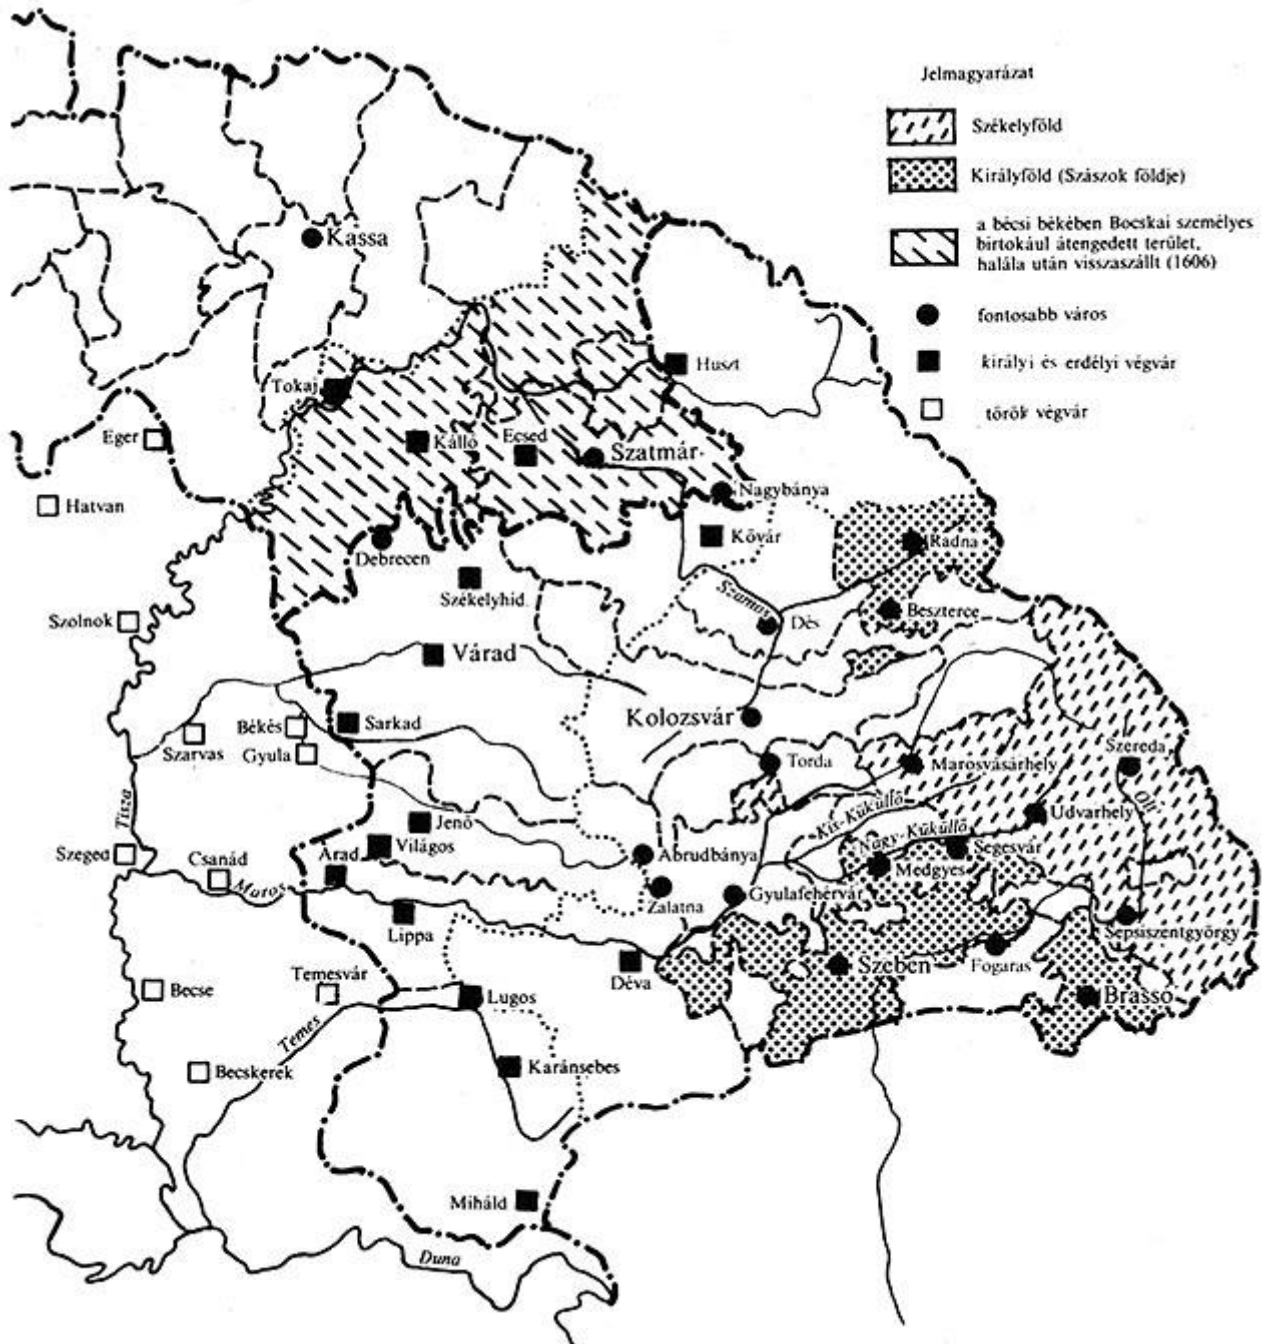 Jelmagyarázat
Székelyföld
Királyföld (Szászok földje)
a bécsi békében Bocskai személyes
birtokául átengedett terület,
halála után visszaszállt (1606)
fontosabb város
királyi és erdélyi végvár
török végvár
Kassa
Huszt
Tokaj
Eger
Kálló
Ecsed
Szatmár
Hatvan
Nagybánya
Debrecen
Kővár
Radna
Székelyhid.
Szamos
Beszterce
Szolnok
Dés
Várad
Kolozsvár
Békés
Sarkad
Szarvas
Gyula
Torda
Marosvásárhely
Szereda
Tisza
Kis-Küküllő
Olt
Jenő
Nagy-Küküllő
Udvarhely
Szeged
Csanád
Arad
Világos
Abrudbánya
Medgyes
Segesvár
Maros
Zalatna
Gyulafehérvár
Lippa
Sepsiszentgyörgy
Déva
Szeben
Fogaras
Becse
Temesvár
Lugos
Brassó
Temes
Becskerek
Karánsebes
Miháld
Duna